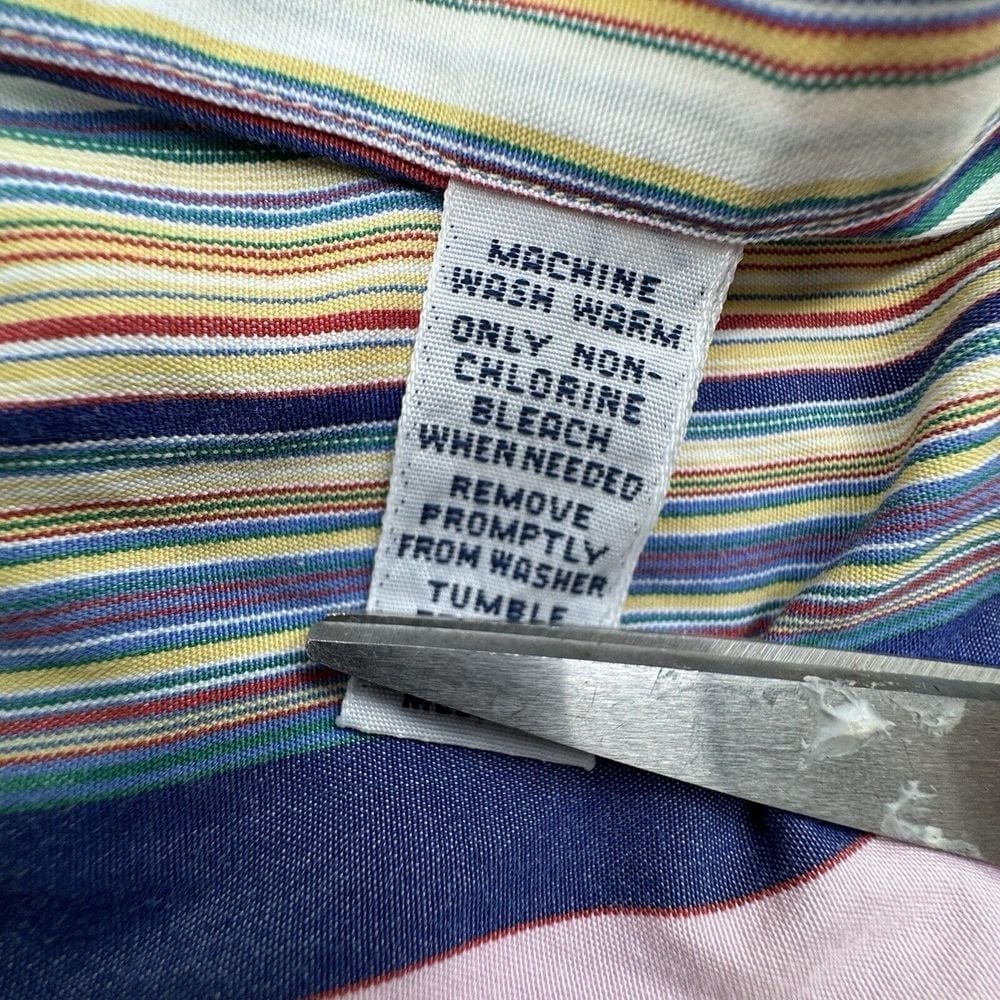 MACHINE
WASH WARM
ONLY NON-
CHLORINE
BLEACH
WHEN NEEDED
REMOVE
PROMPTLY
FROM WASHER
TUMBLE